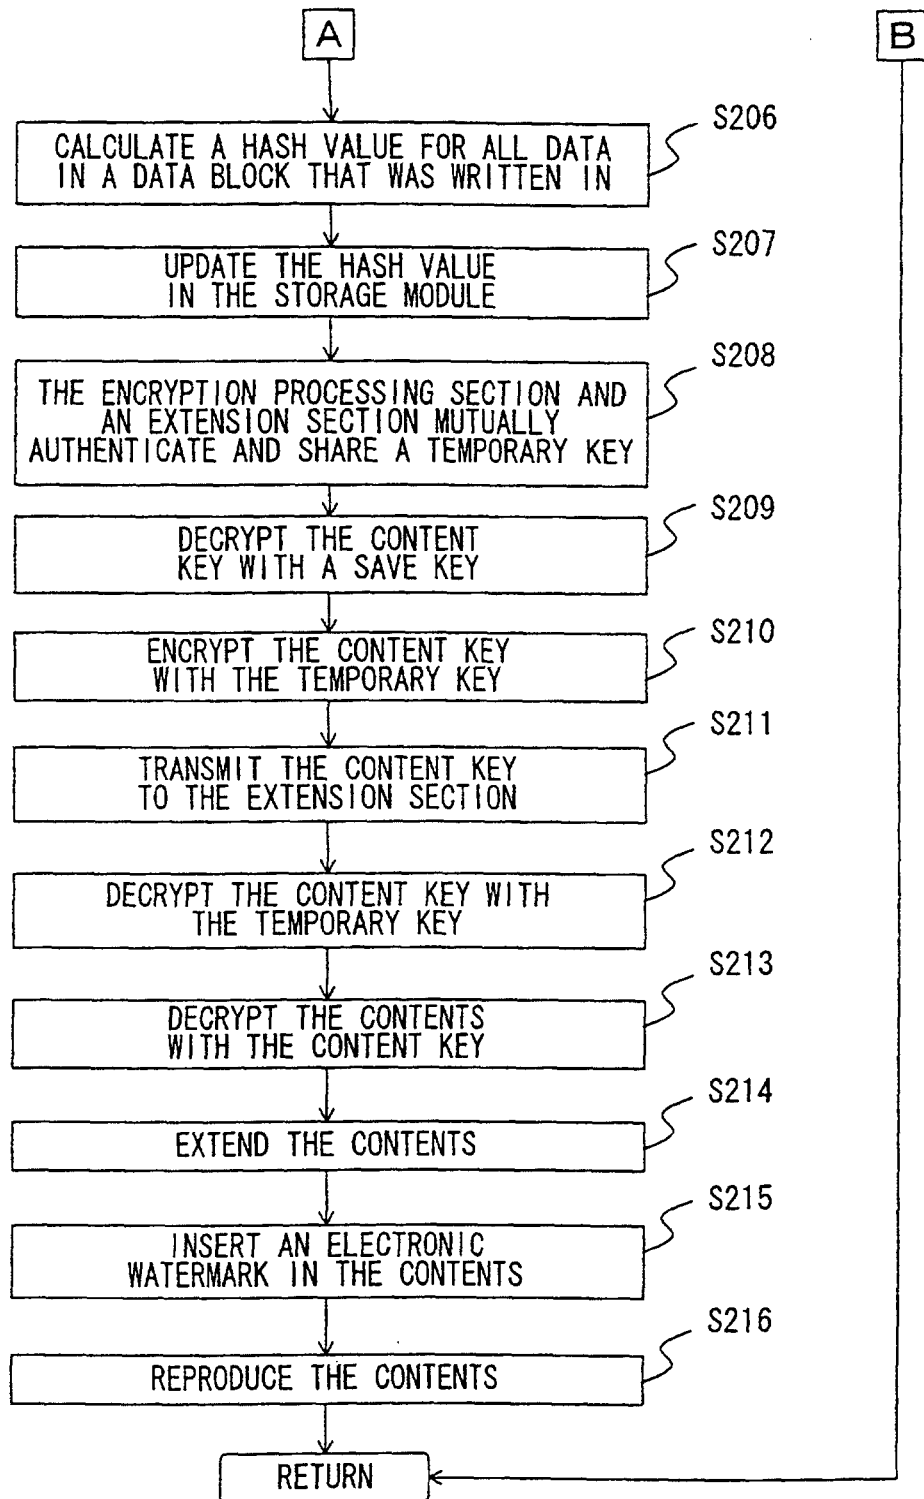 A
B
S206
CALCULATE A HASH VALUE FOR ALL DATA
IN A DATA BLOCK THAT WAS WRITTEN IN
S207
UPDATE THE HASH VALUE
IN THE STORAGE MODULE
S208
THE ENCRYPTION PROCESSING SECTION AND
AN EXTENSION SECTION MUTUALLY
AUTHENTICATE AND SHARE A TEMPORARY KEY
S209
DECRYPT THE CONTENT
KEY WITH A SAVE KEY
S210
ENCRYPT THE CONTENT KEY
WITH THE TEMPORARY KEY
S211
TRANSMIT THE CONTENT KEY
TO THE EXTENSION SECTION
S212
DECRYPT THE CONTENT KEY WITH
THE TEMPORARY KEY
S213
DECRYPT THE CONTENTS
WITH THE CONTENT KEY
S214
EXTEND THE CONTENTS
S215
INSERT AN ELECTRONIC
WATERMARK IN THE CONTENTS
S216
REPRODUCE THE CONTENTS
RETURN